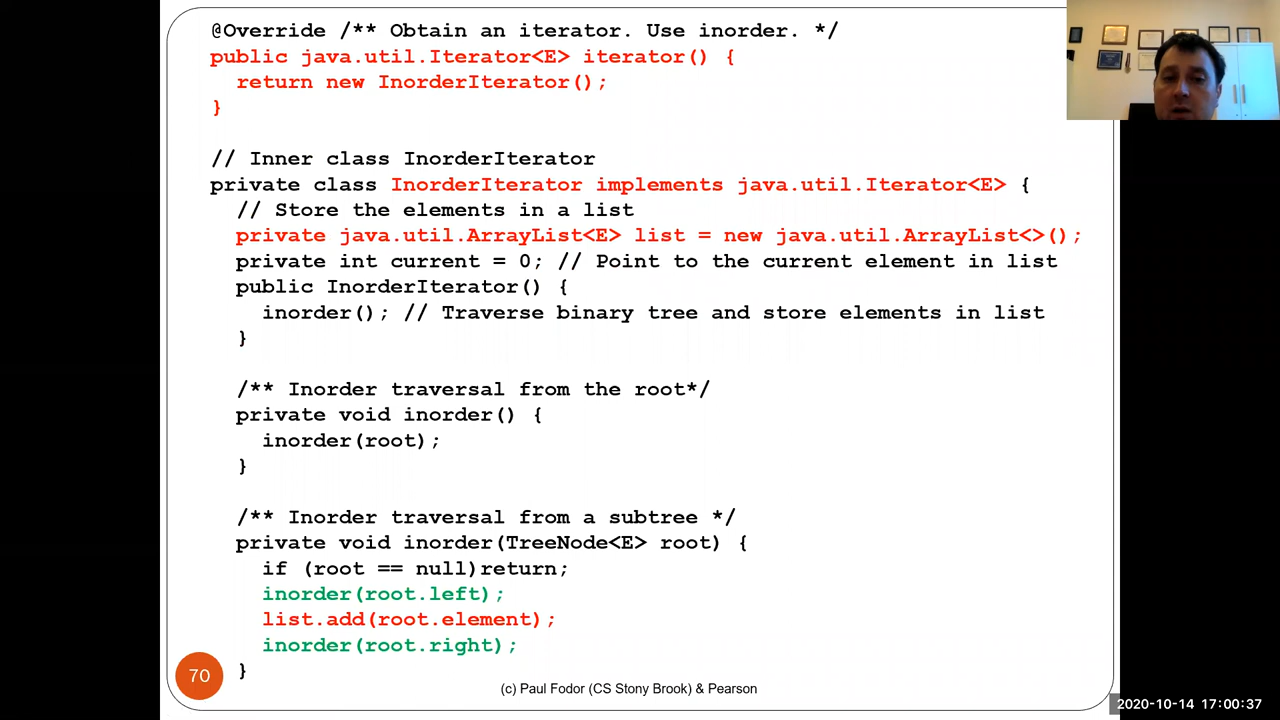 @Override /** Obtain an iterator. Use inorder. */
public java.util.Iterator<E> iterator() {
return new InorderIterator();
}
// Inner class InorderIterator
private class InorderIterator implements java.util.Iterator<E> {
// Store the elements in a list
private java.util.ArrayList<E> list = new java.util.ArrayList<>();
private int current = 0; // Point to the current element in list
public InorderIterator() {
inorder(); // Traverse binary tree and store elements in list
}
/** Inorder traversal from the root*/
private void inorder() {
inorder(root);
}
/** Inorder traversal from a subtree */
private void inorder(TreeNode<E> root) {
if (root == null)return;
inorder(root.left);
list.add(root.element);
inorder(root.right);
}
70
(c) Paul Fodor (CS Stony Brook) & Pearson
2020-10-14 17:00:37